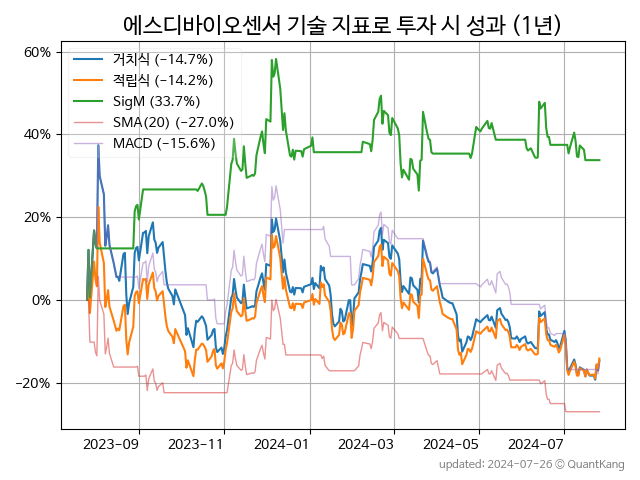 에스디바이오센서 기술 지표로 투자 시 성과 (1년)
60%
40%
20%
0%
−20%
거치식 (−14.7%)
적립식 (−14.2%)
SigM (33.7%)
SMA(20) (−27.0%)
MACD (−15.6%)
2023−09
2023−11
2024−01
2024−03
2024−05
2024−07
updated: 2024−07−26 © QuantKang